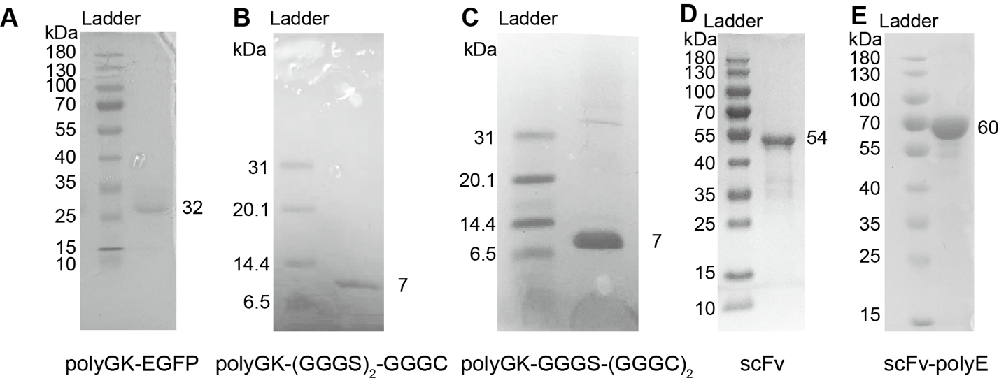 A
Ladder
kDa
180
130
100
70
55
40
35
25
15
10
32
polyGK-EGFP
B
Ladder
kDa
31
20.1
14.4
6.5
7
polyGK-(GGGS)2-GGGC
C
Ladder
kDa
31
20.1
14.4
6.5
7
polyGK-GGGS-(GGGC)2
D
Ladder
kDa
180
130
100
70
55
40
35
25
15
10
54
scFv
E
Ladder
kDa
180
130
100
70
55
40
35
25
15
60
scFv-polyE